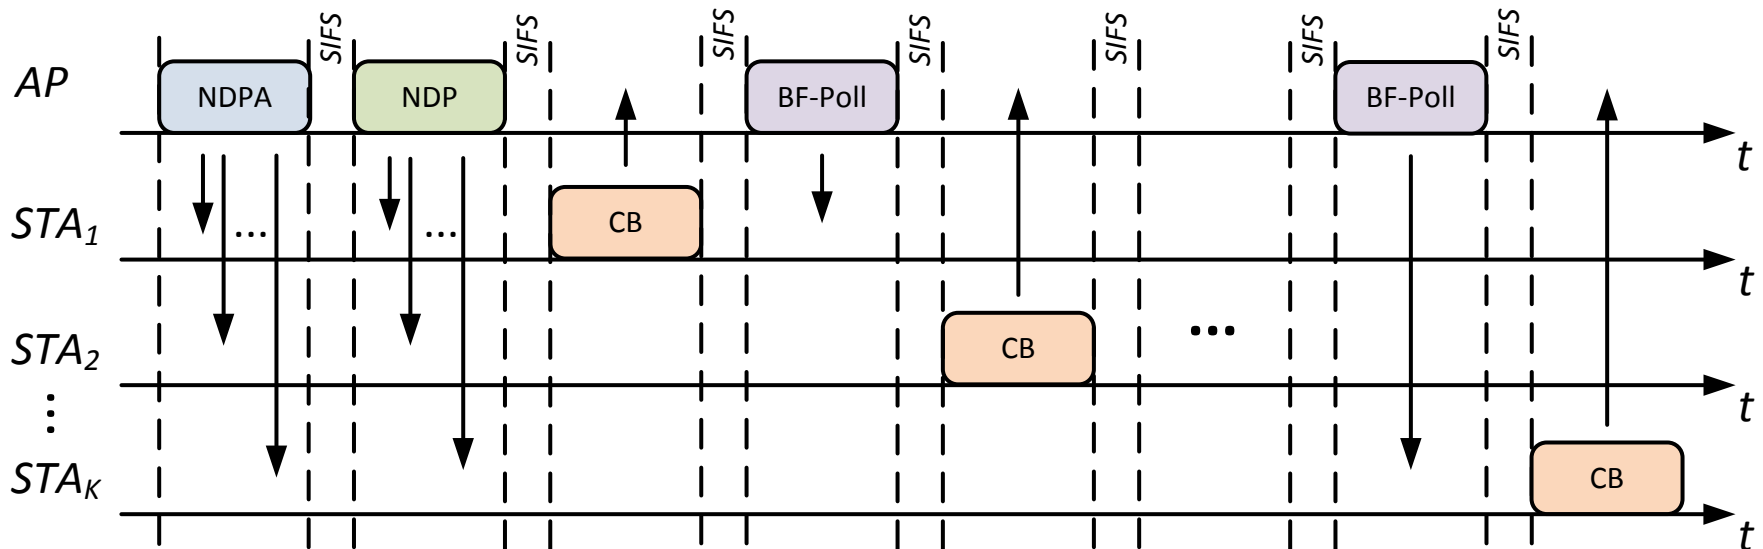 SIFS SIFS SIFS SIFS SIFS SIFS SIFS
AP NDPA NDP BF-Poll BF-Poll
t
STA1 ... ... CB
t
STA2 CB ...
t
⋮
STAK CB
t